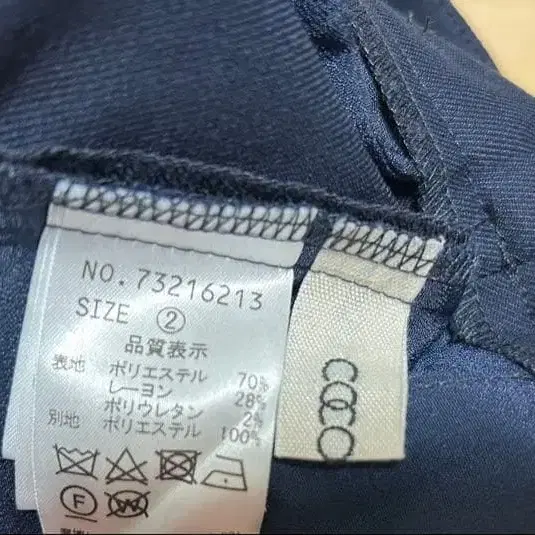 NO.73216213
SIZE ②
品質表示
表地 ポリエステル 70%
レーヨン 28%
ポリウレタン 2%
別地 ポリエステル 100%
F
W